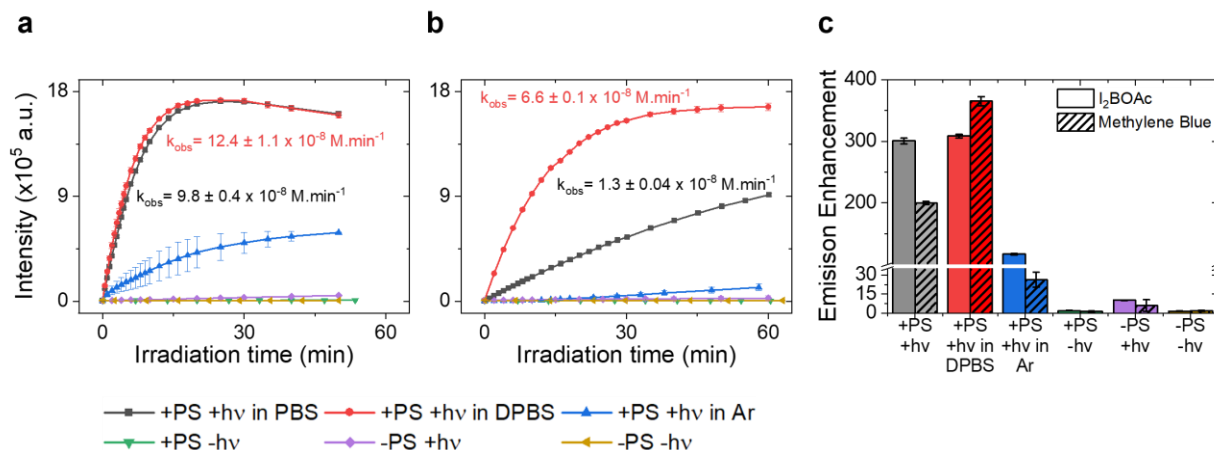 a
b
c
Intensity (x10⁵ a.u.)
18
9
0
k_obs = 12.4 ± 1.1 x 10⁻⁸ M.min⁻¹
k_obs = 9.8 ± 0.4 x 10⁻⁸ M.min⁻¹
0
30
60
Irradiation time (min)
18
9
0
k_obs = 6.6 ± 0.1 x 10⁻⁸ M.min⁻¹
k_obs = 1.3 ± 0.04 x 10⁻⁸ M.min⁻¹
0
30
60
Irradiation time (min)
Emisison Enhancement
400
300
200
30
15
0
I₂BOAc
Methylene Blue
+PS +PS +PS +PS -PS -PS
+hν +hν in +hν in -hν +hν -hν
DPBS Ar
+PS +hν in PBS +PS +hν in DPBS +PS +hν in Ar
+PS -hν -PS +hν -PS -hν